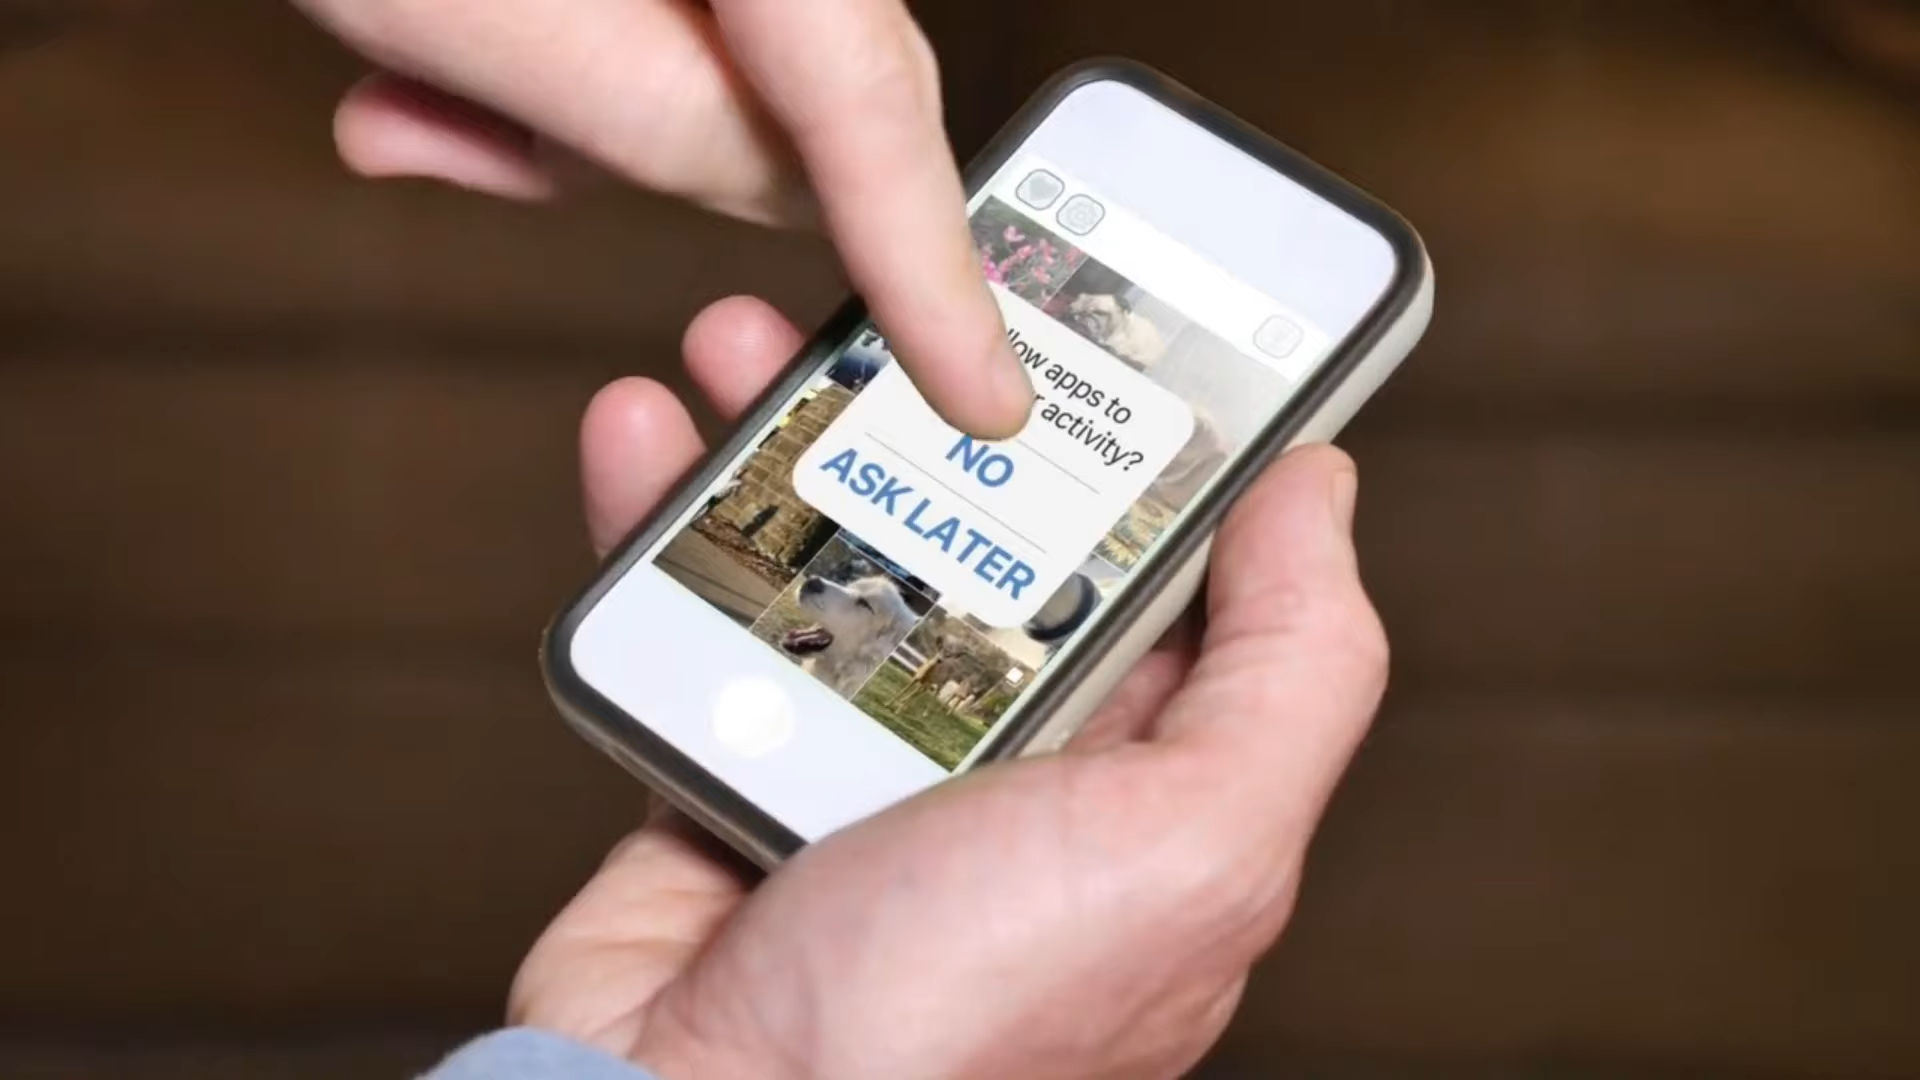 apps to
activity?
NO
ASK LATER